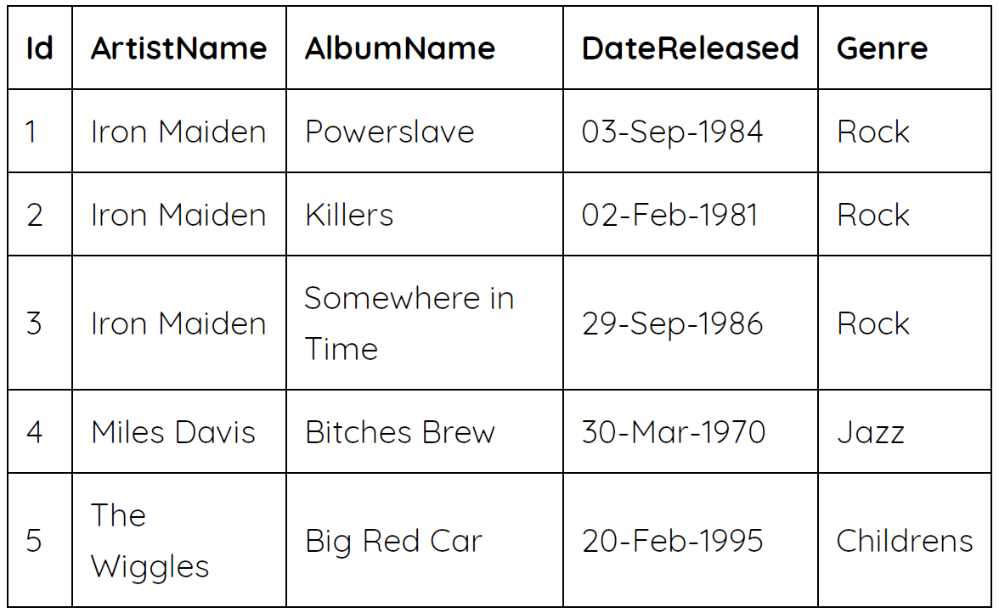 Id ArtistName AlbumName DateReleased Genre
1 Iron Maiden Powerslave 03-Sep-1984 Rock
2 Iron Maiden Killers 02-Feb-1981 Rock
3 Iron Maiden Somewhere in
Time 29-Sep-1986 Rock
4 Miles Davis Bitches Brew 30-Mar-1970 Jazz
5 The
Wiggles Big Red Car 20-Feb-1995 Childrens